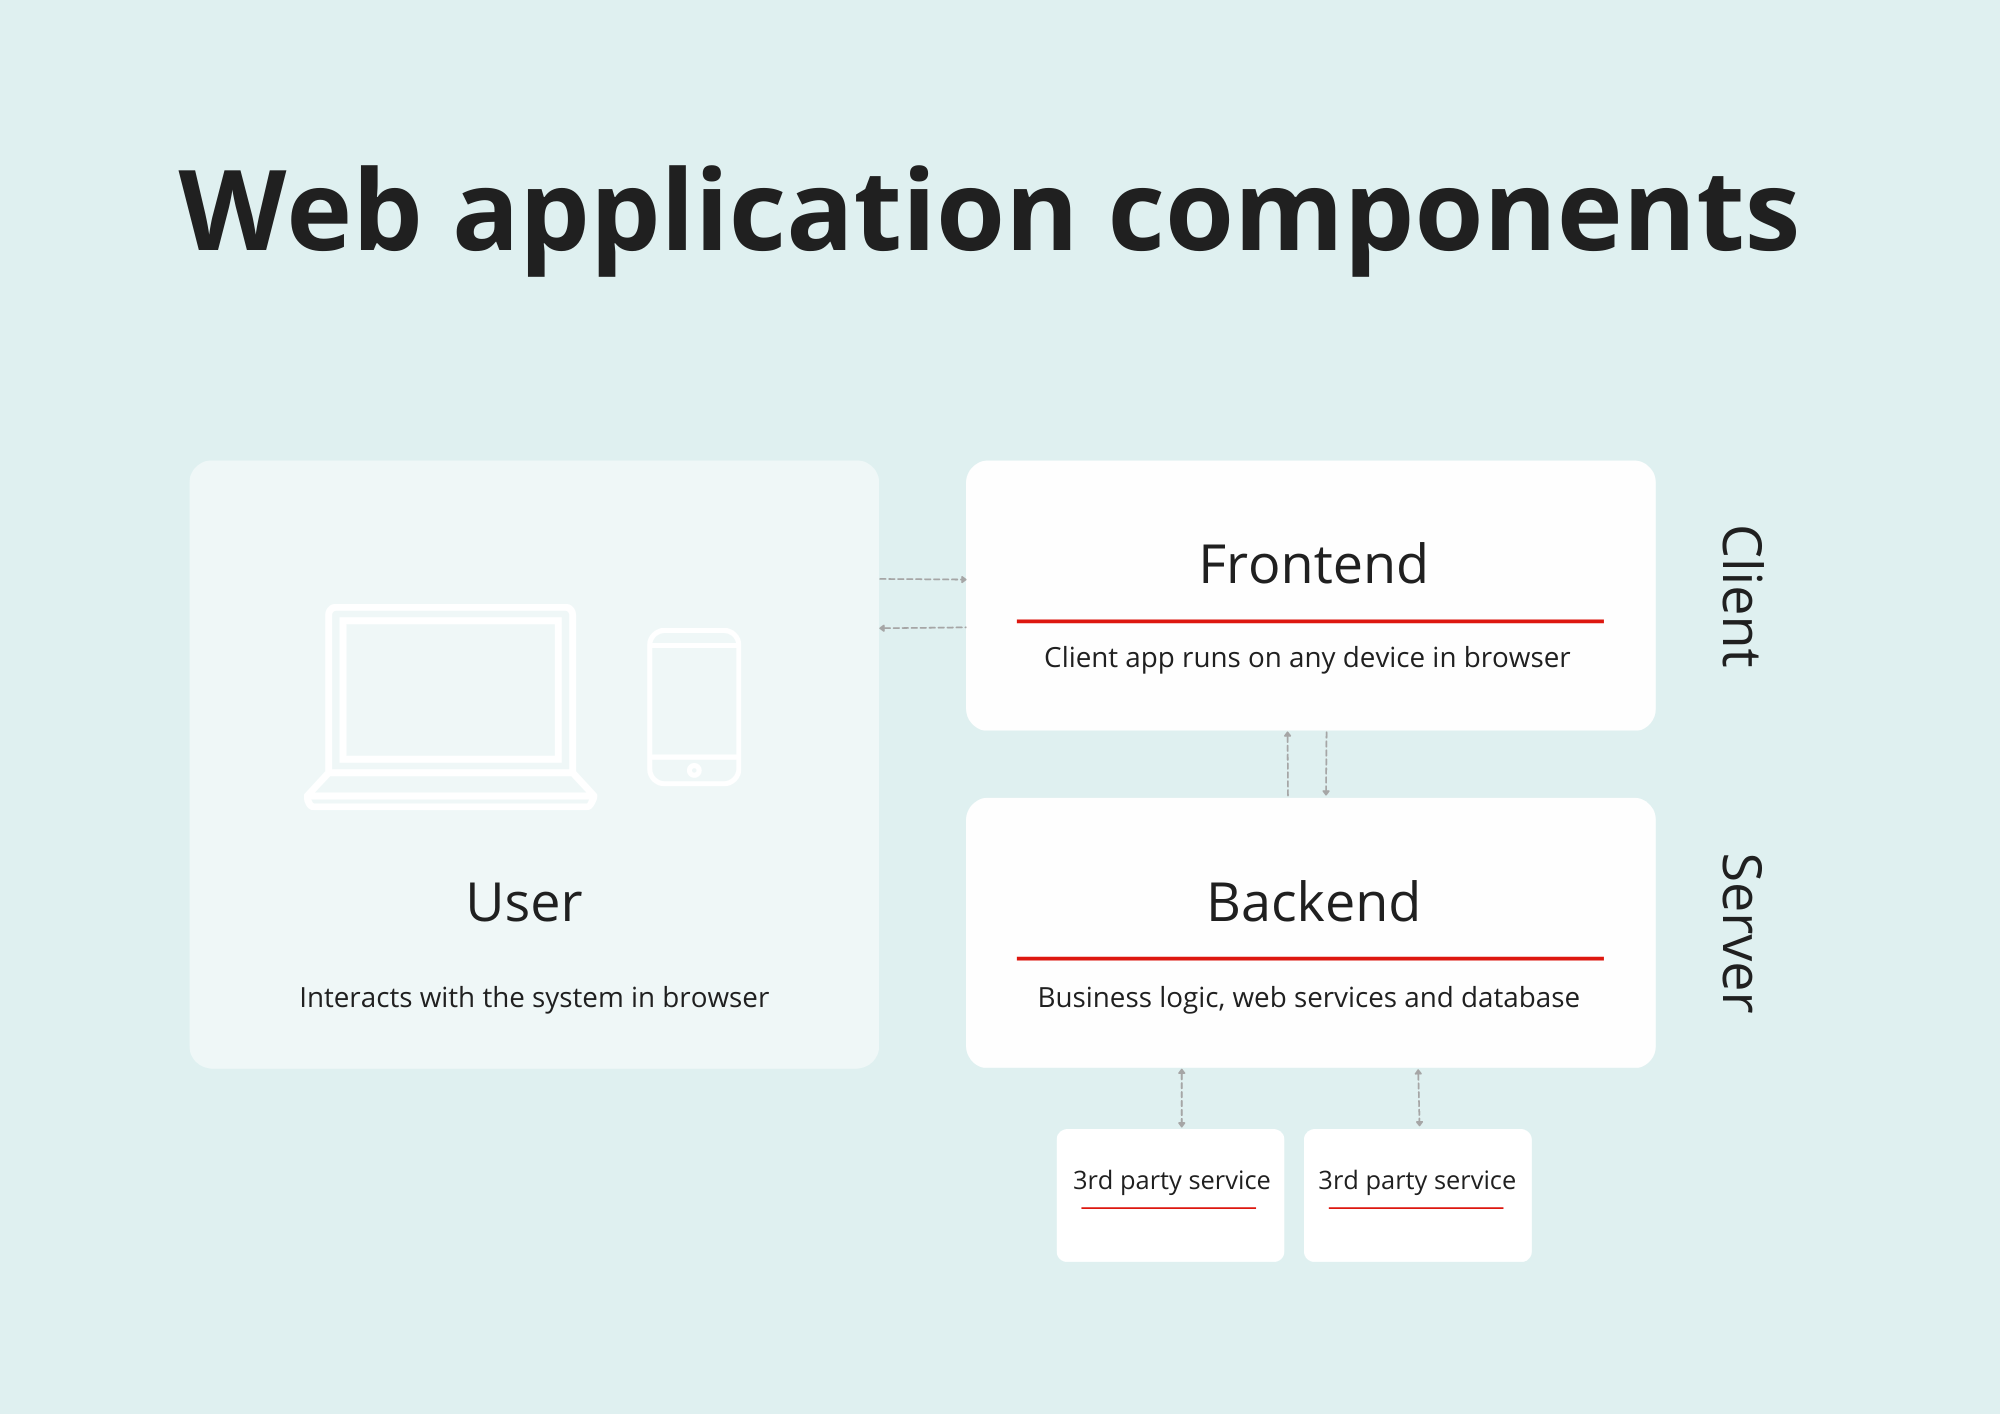 Web application components
User
Interacts with the system in browser
Frontend
Client app runs on any device in browser
Client
Backend
Business logic, web services and database
Server
3rd party service
3rd party service